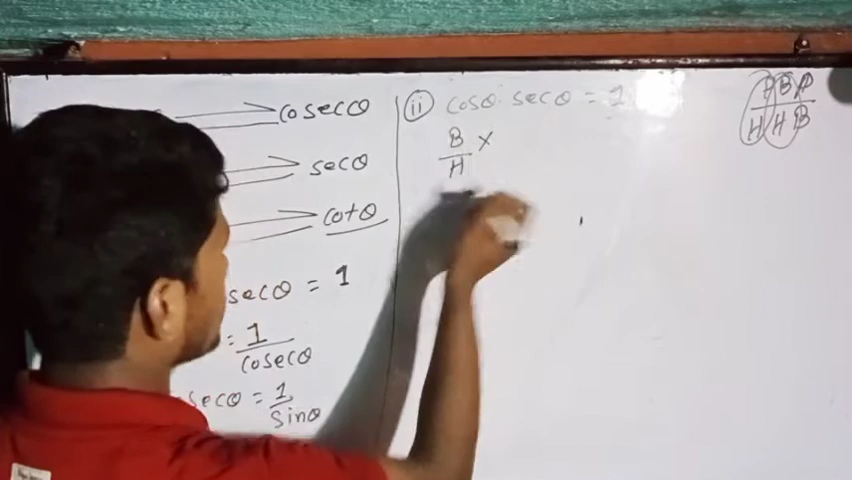 ⟹ cosecθ
⟹ secθ
⟹ cotθ
secθ = 1
= 1/cosecθ
secθ = 1/sinθ
(ii) cosθ · secθ = 1
B/H ×
P B P
H H B